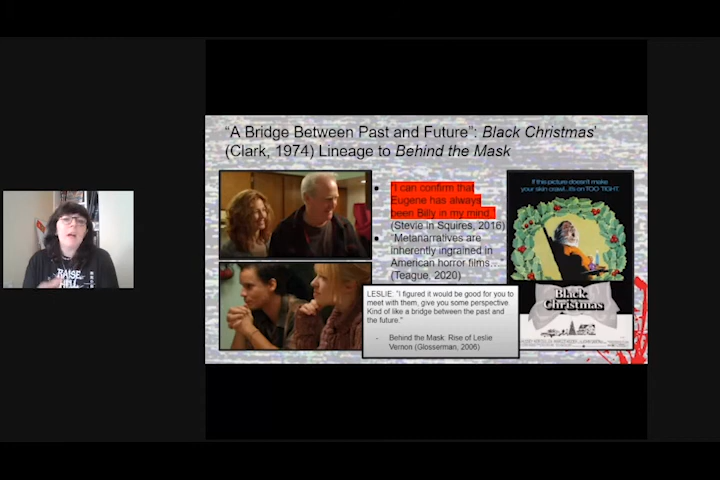 “A Bridge Between Past and Future”: Black Christmas’
(Clark, 1974) Lineage to Behind the Mask
“I can confirm that
Eugene has always
been Billy in my mind.”
(Stevie in Squires, 2016)
“Metanarratives are
inherently ingrained in
American horror films...
(Teague, 2020)
LESLIE: “I figured it would be good for you to
meet with them, give you some perspective.
Kind of like a bridge between the past and
the future.”
- Behind the Mask: Rise of Leslie
Vernon (Glosserman, 2006)
If this picture doesn't make
your skin crawl...it's on TOO TIGHT.
Black
Christmas
RAISE
HELL